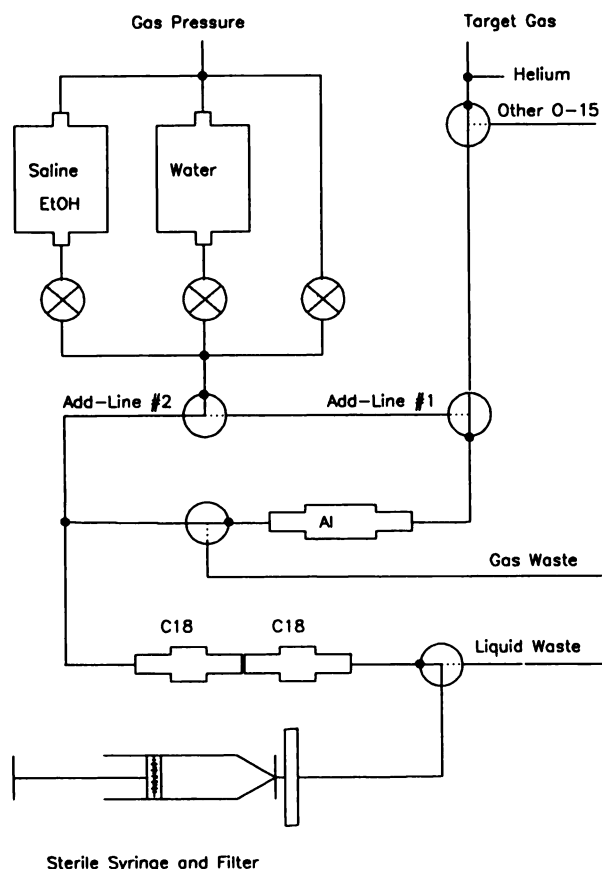 Gas Pressure
Target Gas
Helium
Other O-15
Saline
EtOH
Water
Add-Line #2
Add-Line #1
Al
Gas Waste
C18
C18
Liquid Waste
Sterile Syringe and Filter